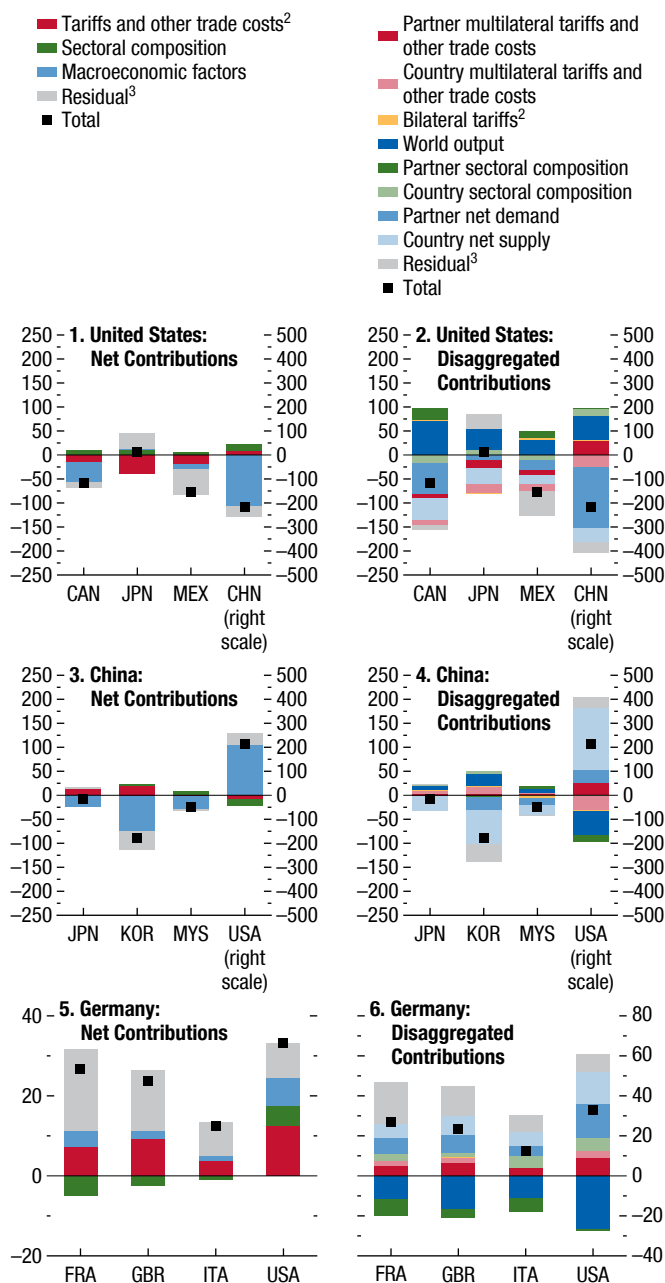 Tariffs and other trade costs2
Sectoral composition
Macroeconomic factors
Residual3
Total
Partner multilateral tariffs and
other trade costs
Country multilateral tariffs and
other trade costs
Bilateral tariffs2
World output
Partner sectoral composition
Country sectoral composition
Partner net demand
Country net supply
Residual3
Total
1. United States:
Net Contributions
250
200
150
100
50
0
–50
–100
–150
–200
–250
500
400
300
200
100
0
–100
–200
–300
–400
–500
CAN JPN MEX CHN
(right
scale)
2. United States:
Disaggregated
Contributions
250
200
150
100
50
0
–50
–100
–150
–200
–250
500
400
300
200
100
0
–100
–200
–300
–400
–500
CAN JPN MEX CHN
(right
scale)
3. China:
Net Contributions
250
200
150
100
50
0
–50
–100
–150
–200
–250
500
400
300
200
100
0
–100
–200
–300
–400
–500
JPN KOR MYS USA
(right
scale)
4. China:
Disaggregated
Contributions
250
200
150
100
50
0
–50
–100
–150
–200
–250
500
400
300
200
100
0
–100
–200
–300
–400
–500
JPN KOR MYS USA
(right
scale)
5. Germany:
Net Contributions
40
20
0
–20
FRA GBR ITA USA
6. Germany:
Disaggregated
Contributions
80
60
40
20
0
–20
–40
FRA GBR ITA USA